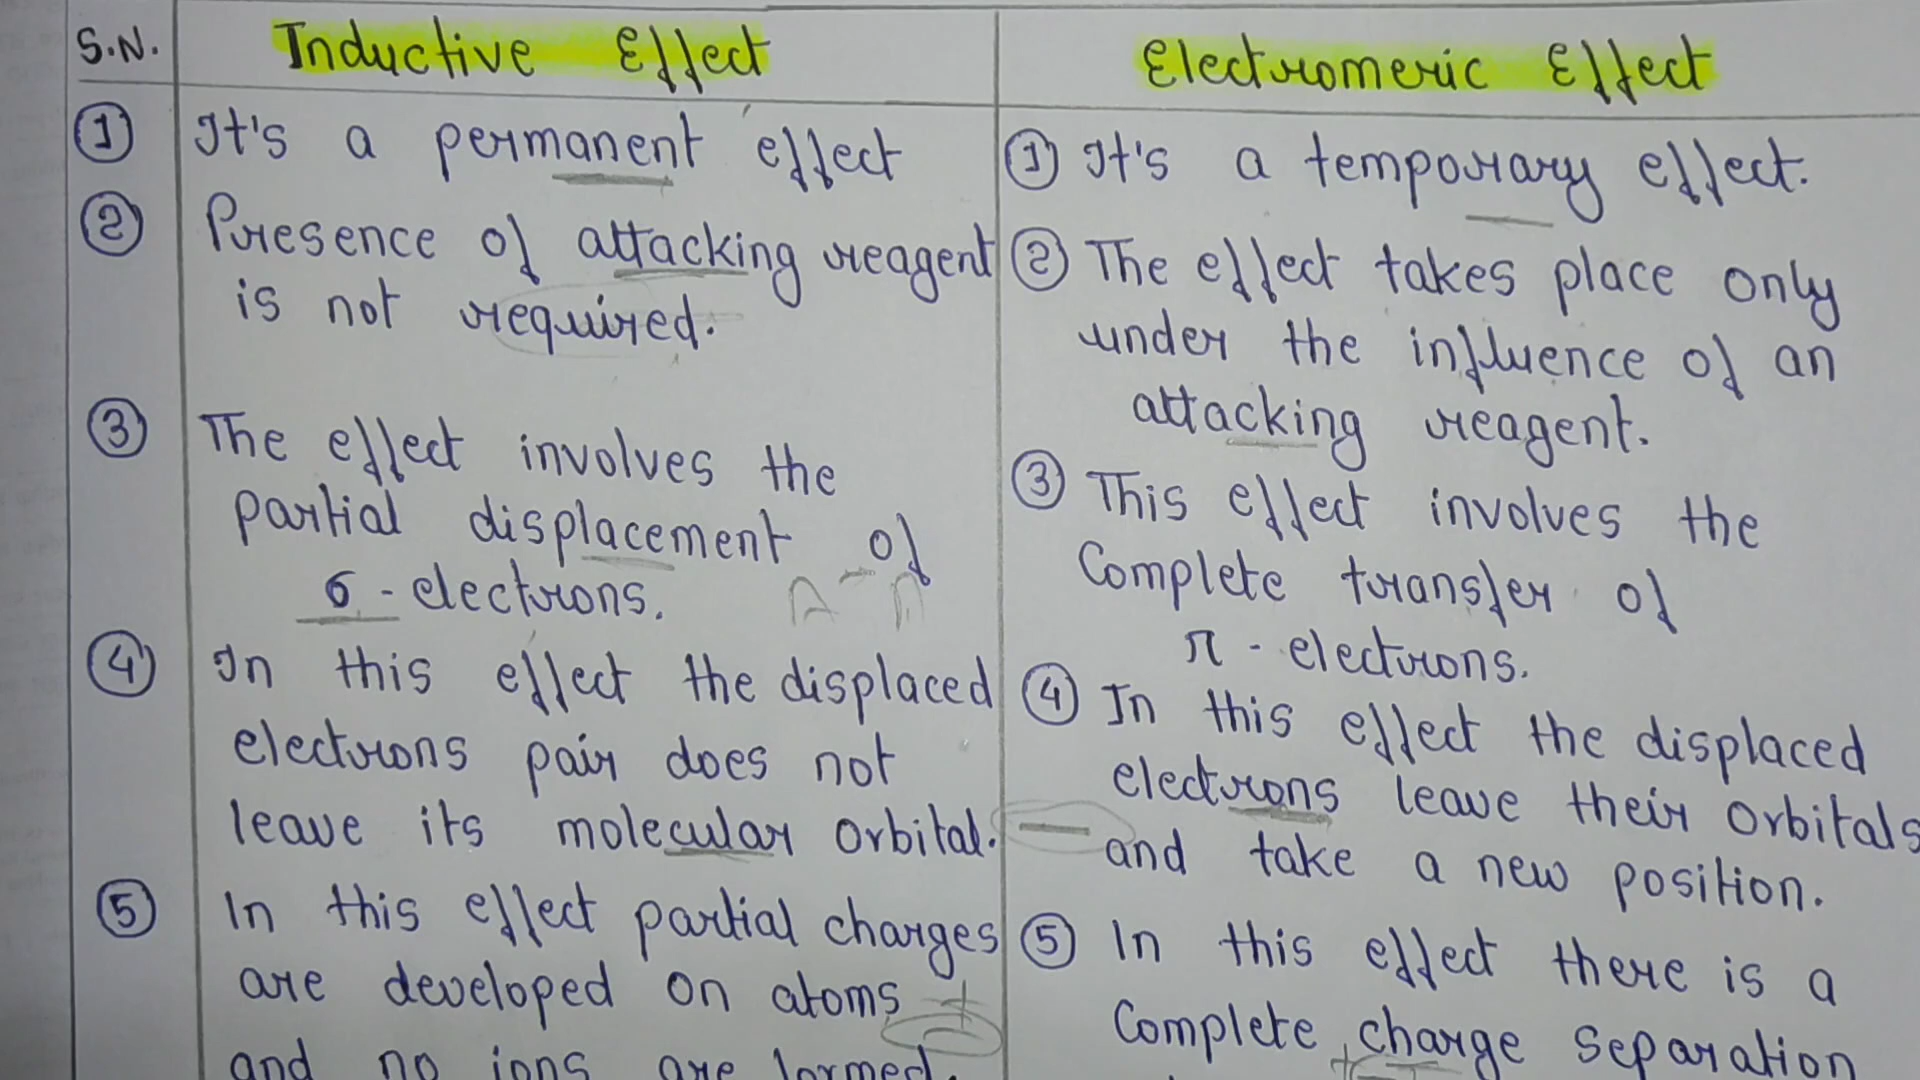 S.N. Inductive Effect Electromeric Effect
① It's a permanent effect
② Presence of attacking reagent
is not required.
③ The effect involves the
partial displacement of
σ - electrons.
④ In this effect the displaced
electrons pair does not
leave its molecular orbital.
⑤ In this effect partial charges
are developed on atoms
and no ions are formed.
① It's a temporary effect.
② The effect takes place only
under the influence of an
attacking reagent.
③ This effect involves the
Complete transfer of
π - electrons.
④ In this effect the displaced
electrons leave their orbitals
and take a new position.
⑤ In this effect there is a
Complete charge separation